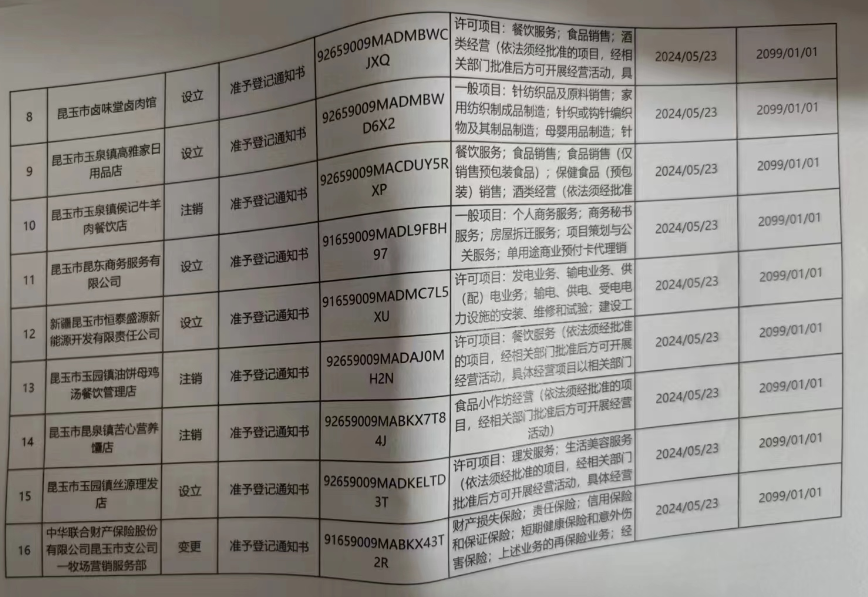 8
昆玉市卤味堂卤肉馆
设立
准予登记通知书
92659009MADMBWC
JXQ
许可项目：餐饮服务；食品销售；酒
类经营（依法须经批准的项目，经相
关部门批准后方可开展经营活动，具
2024/05/23
2099/01/01
9
昆玉市玉泉镇高雅家日
用品店
设立
准予登记通知书
92659009MADMBW
D6X2
一般项目：针纺织品及原料销售；家
用纺织制成品制造；针织或钩针编织
物及其制品制造；母婴用品制造；针
2024/05/23
2099/01/01
10
昆玉市玉泉镇候记牛羊
肉餐饮店
注销
准予登记通知书
92659009MACDUY5R
XP
餐饮服务；食品销售；食品销售（仅
销售预包装食品）；保健食品（预包
装）销售；酒类经营（依法须经批准
2024/05/23
2099/01/01
11
昆玉市昆东商务服务有
限公司
设立
准予登记通知书
91659009MADL9FBH
97
一般项目：个人商务服务；商务秘书
服务；房屋拆迁服务；项目策划与公
关服务；单用途商业预付卡代理销
2024/05/23
2099/01/01
12
新疆昆玉市恒泰盛源新
能源开发有限责任公司
设立
准予登记通知书
91659009MADMC7L5
XU
许可项目：发电业务、输电业务、供
（配）电业务；输电、供电、受电电
力设施的安装、维修和试验；建设工
2024/05/23
2099/01/01
13
昆玉市玉园镇油饼母鸡
汤餐饮管理店
注销
准予登记通知书
92659009MADAJ0M
H2N
许可项目：餐饮服务（依法须经批准
的项目，经相关部门批准后方可开展
经营活动，具体经营项目以相关部门
2024/05/23
2099/01/01
14
昆玉市昆泉镇苦心营养
馕店
注销
准予登记通知书
92659009MABKX7T8
4J
食品小作坊经营（依法须经批准的项
目，经相关部门批准后方可开展经营
活动）
2024/05/23
2099/01/01
15
昆玉市玉园镇丝源理发
店
设立
准予登记通知书
92659009MADKELTD
3T
许可项目：理发服务；生活美容服务
（依法须经批准的项目，经相关部门
批准后方可开展经营活动，具体经营
2024/05/23
2099/01/01
16
中华联合财产保险股份
有限公司昆玉市支公司
一牧场营销服务部
变更
准予登记通知书
91659009MABKX43T
2R
财产损失保险；责任保险；信用保险
和保证保险；短期健康保险和意外伤
害保险；上述业务的再保险业务；经
2024/05/23
2099/01/01